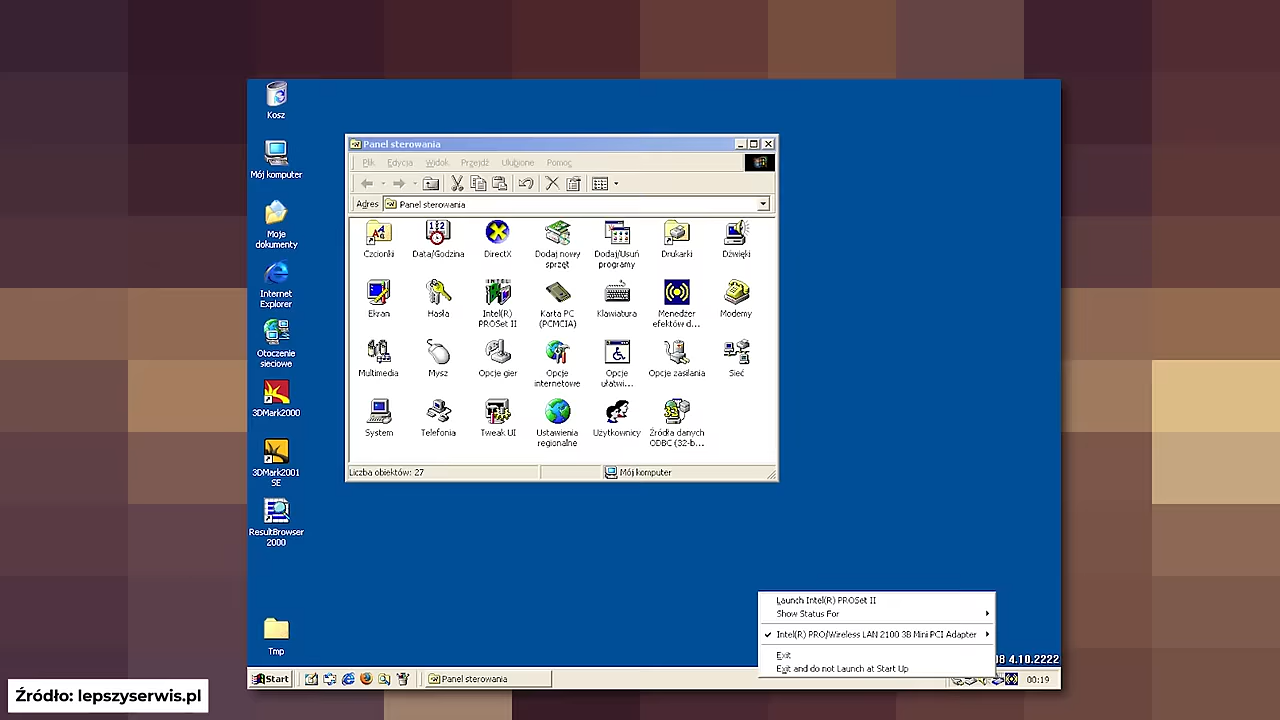 Kosz
Mój komputer
Moje
dokumenty
Internet
Explorer
Otoczenie
sieciowe
3DMark2000
3DMark2001
SE
ResultBrowser
2000
Tmp
Panel sterowania
Plik Edycja Widok Przejdź Ulubione Pomoc
Adres Panel sterowania
Czcionki Data/Godzina DirectX Dodaj nowy sprzęt Dodaj/Usuń programy Drukarki Dźwięki
Ekran Hasła Intel(R) PROSet II Karta PC (PCMCIA) Klawiatura Menedżer efektów d... Modemy
Multimedia Mysz Opcje gier Opcje internetowe Opcje ułatwi... Opcje zasilania Sieć
System Telefonia Tweak UI Ustawienia regionalne Użytkownicy Źródła danych ODBC (32-b...
Liczba obiektów: 27 Mój komputer
Launch Intel(R) PROSet II
Show Status For
Intel(R) PRO/Wireless LAN 2100 3B Mini PCI Adapter
Exit
Exit and do not Launch at Start Up
4.10.2222
Start Panel sterowania 00:19
Źródło: lepszyserwis.pl